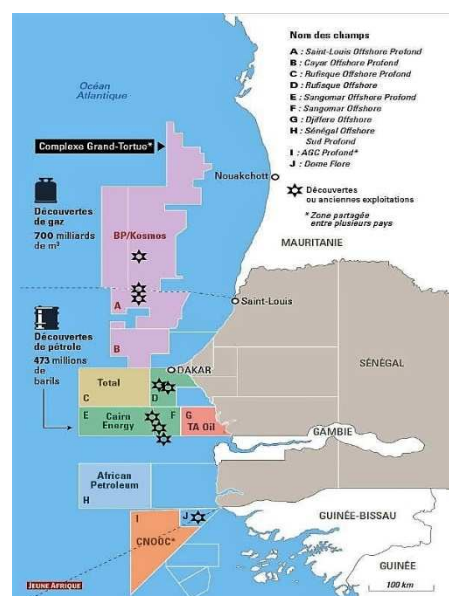 Nom des champs
A : Saint-Louis Offshore Profond
B : Cayar Offshore Profond
C : Rufisque Offshore Profond
D : Rufisque Offshore
E : Sangomar Offshore Profond
F : Sangomar Offshore
G : Djiffere Offshore
H : Sénégal Offshore
Sud Profond
I : AGC Profond*
J : Dome Flore
Découvertes
ou anciennes exploitations
* Zone partagée
entre plusieurs pays
Océan
Atlantique
Complexe Grand-Tortue*
Nouakchott
MAURITANIE
Découvertes
de gaz
700 milliards
de m³
BP/Kosmos
A
Saint-Louis
Découvertes
de pétrole
473 millions
de barils
B
DAKAR
SÉNÉGAL
Total
C
D
E
Cairn
Energy
F
G
TA Oil
GAMBIE
African
Petroleum
H
I
J
CNOOC*
GUINÉE-BISSAU
GUINÉE
JEUNE AFRIQUE
100 km